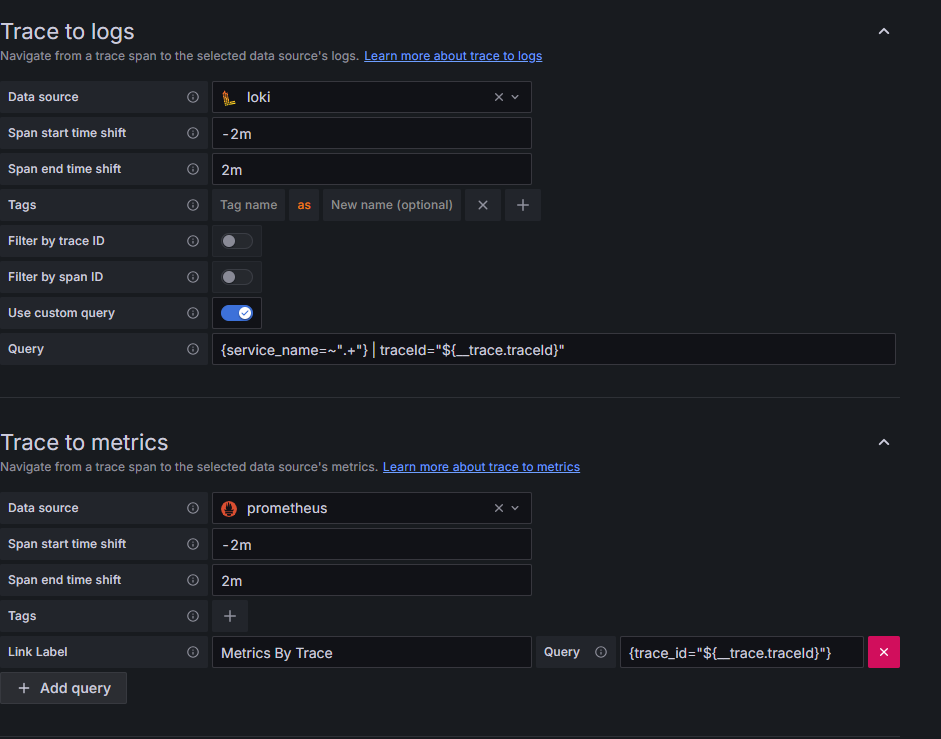 Trace to logs
Navigate from a trace span to the selected data source's logs. Learn more about trace to logs
Data source loki
Span start time shift -2m
Span end time shift 2m
Tags Tag name as New name (optional)
Filter by trace ID
Filter by span ID
Use custom query
Query {service_name=~".+"} | traceId="${__trace.traceId}"
Trace to metrics
Navigate from a trace span to the selected data source's metrics. Learn more about trace to metrics
Data source prometheus
Span start time shift -2m
Span end time shift 2m
Tags
Link Label Metrics By Trace Query {trace_id="${__trace.traceId}"}
Add query